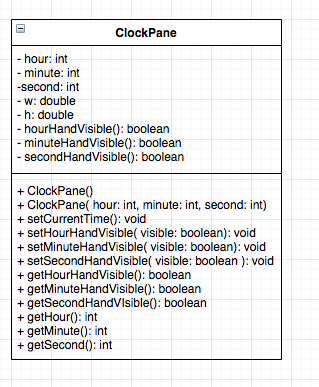 ClockPane
- hour: int
- minute: int
-second: int
- w: double
- h: double
- hourHandVisible(): boolean
- minuteHandVisible(): boolean
- secondHandVisible(): boolean
+ ClockPane()
+ ClockPane( hour: int, minute: int, second: int)
+ setCurrentTime(): void
+ setHourHandVisible( visible: boolean): void
+ setMinuteHandVisible( visible: boolean): void
+ setSecondHandVisible( visible: boolean ): void
+ getHourHandVisible(): boolean
+ getMinuteHandVisible(): boolean
+ getSecondHandVIsible(): boolean
+ getHour(): int
+ getMinute(): int
+ getSecond(): int